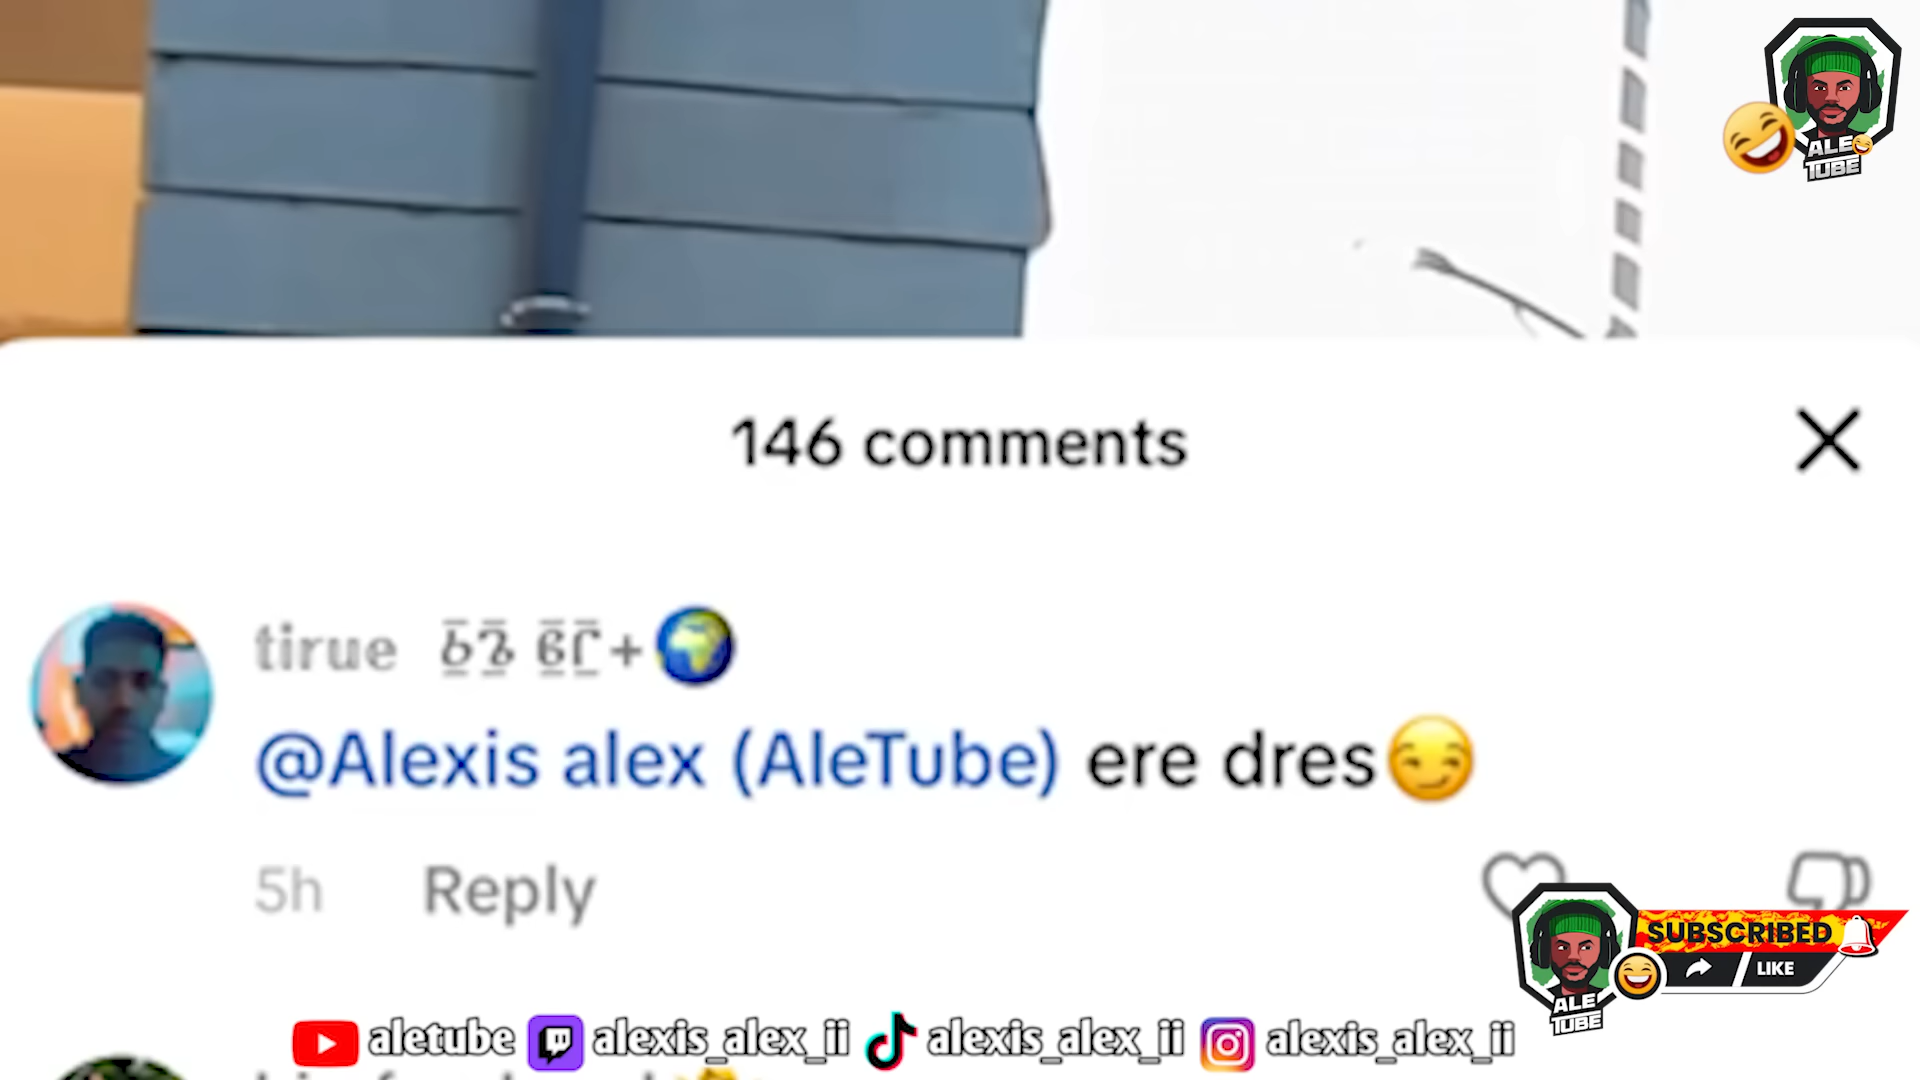 ALE
TUBE
146 comments
tirue
@Alexis alex (AleTube) ere dres😏
5h Reply
SUBSCRIBED
LIKE
ALE
TUBE
aletube alexis_alex_ii alexis_alex_ii alexis_alex_ii